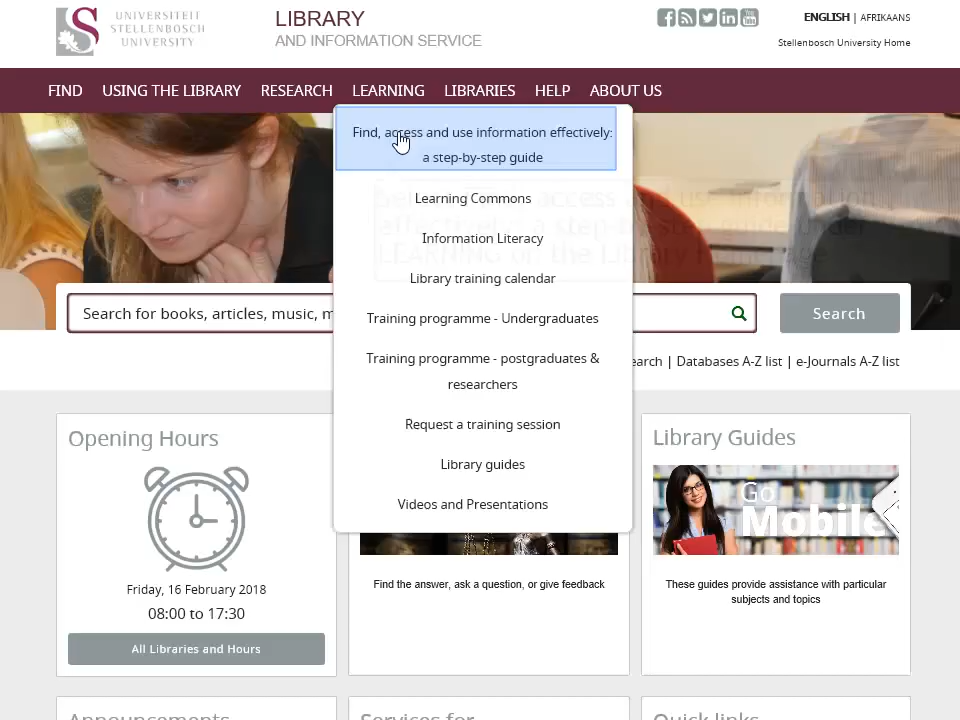 UNIVERSITEIT
STELLENBOSCH
UNIVERSITY
LIBRARY
AND INFORMATION SERVICE
ENGLISH | AFRIKAANS
Stellenbosch University Home
FIND USING THE LIBRARY RESEARCH LEARNING LIBRARIES HELP ABOUT US
Find, access and use information effectively:
a step-by-step guide
Learning Commons
Information Literacy
Library training calendar
Training programme - Undergraduates
Training programme - postgraduates &
researchers
Request a training session
Library guides
Videos and Presentations
Search for books, articles, music, m
Search
earch | Databases A-Z list | e-Journals A-Z list
Opening Hours
Friday, 16 February 2018
08:00 to 17:30
All Libraries and Hours
Find the answer, ask a question, or give feedback
Library Guides
Go
Mobile
These guides provide assistance with particular
subjects and topics
Announcements
Services for
Quick links